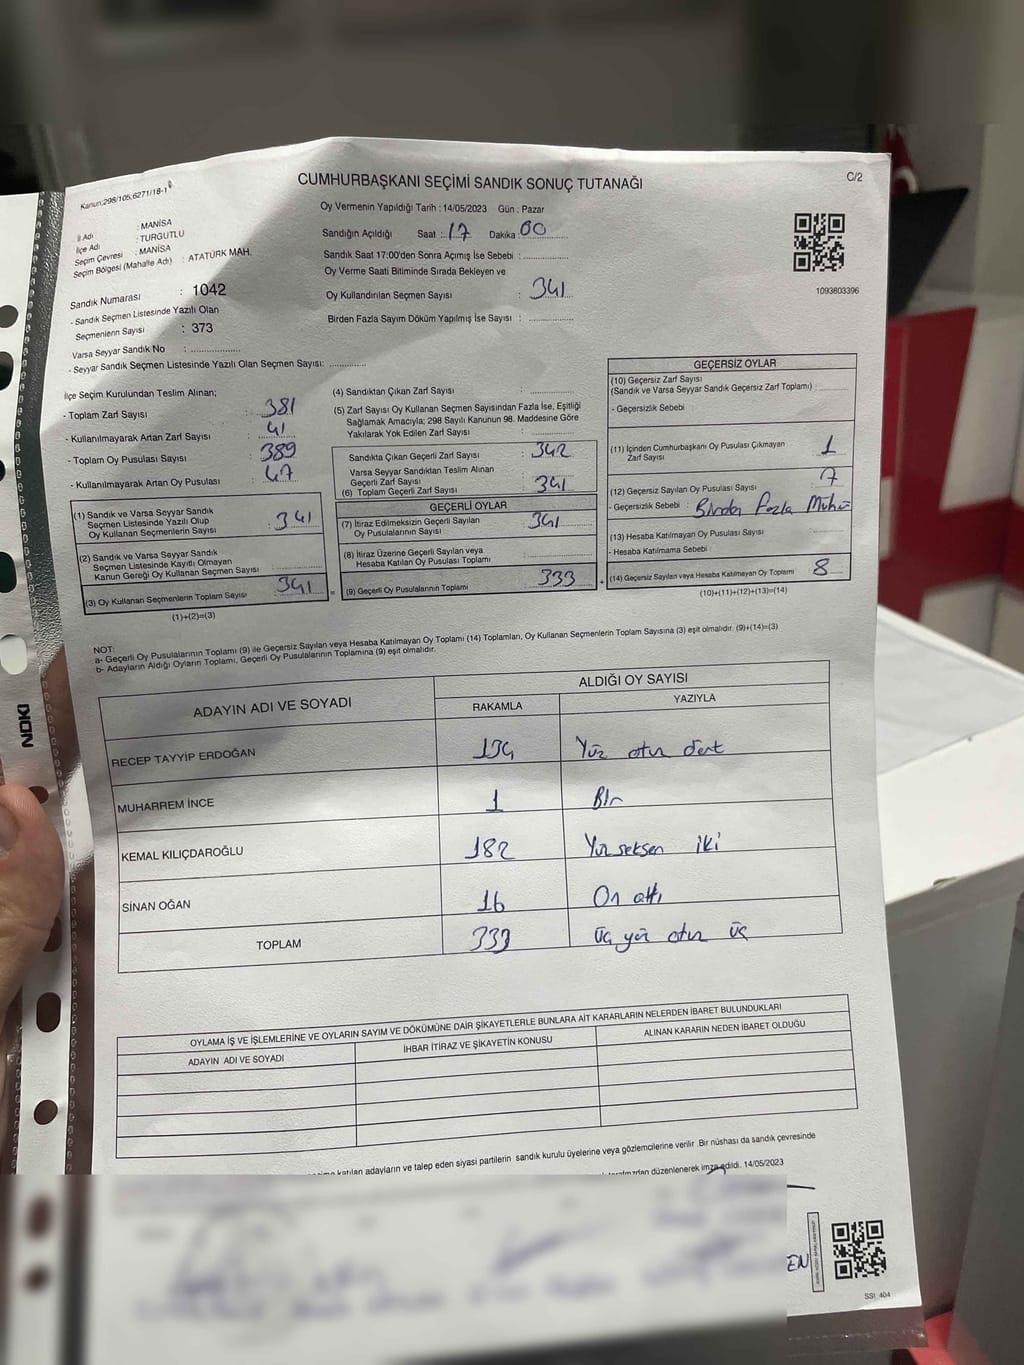 Kanun:298/105,6271/18-1
CUMHURBAŞKANI SEÇİMİ SANDIK SONUÇ TUTANAĞI
C/2
İl Adı : MANİSA
İlçe Adı : TURGUTLU
Seçim Çevresi : MANİSA
Seçim Bölgesi (Mahalle Adı) : ATATÜRK MAH.
Sandık Numarası : 1042
- Sandık Seçmen Listesinde Yazılı Olan
Seçmenlerin Sayısı : 373
Varsa Seyyar Sandık No : ....................
- Seyyar Sandık Seçmen Listesinde Yazılı Olan Seçmen Sayısı: ..............
Oy Vermenin Yapıldığı Tarih : 14/05/2023 Gün : Pazar
Sandığın Açıldığı Saat : 17 Dakika 00
Sandık Saat 17:00'den Sonra Açımış İse Sebebi : ....................
Oy Verme Saati Bitiminde Sırada Bekleyen ve
Oy Kullandırılan Seçmen Sayısı : 341
Birden Fazla Sayım Döküm Yapılmış İse Sayısı : ....................
1093803396
İlçe Seçim Kurulundan Teslim Alınan;
- Toplam Zarf Sayısı : 381
- Kullanılmayarak Artan Zarf Sayısı : 41
- Toplam Oy Pusulası Sayısı : 389
- Kullanılmayarak Artan Oy Pusulası : 47
(1) Sandık ve Varsa Seyyar Sandık
Seçmen Listesinde Yazılı Olup
Oy Kullanan Seçmenlerin Sayısı : 341
(2) Sandık ve Varsa Seyyar Sandık
Seçmen Listesinde Kayıtlı Olmayan
Kanun Gereği Oy Kullanan Seçmen Sayısı : ..............
(3) Oy Kullanan Seçmenlerin Toplam Sayısı : 341
(1)+(2)=(3)
(4) Sandıktan Çıkan Zarf Sayısı : ..............
(5) Zarf Sayısı Oy Kullanan Seçmen Sayısından Fazla İse, Eşitliği
Sağlamak Amacıyla; 298 Sayılı Kanunun 98. Maddesine Göre
Yakılarak Yok Edilen Zarf Sayısı : ..............
Sandıkta Çıkan Geçerli Zarf Sayısı : 342
Varsa Seyyar Sandıktan Teslim Alınan
Geçerli Zarf Sayısı : ..............
(6) Toplam Geçerli Zarf Sayısı : 341
GEÇERLİ OYLAR
(7) İtiraz Edilmeksizin Geçerli Sayılan
Oy Pusulalarının Sayısı : 341
(8) İtiraz Üzerine Geçerli Sayılan veya
Hesaba Katılan Oy Pusulası Toplamı : ..............
= (9) Geçerli Oy Pusulalarının Toplamı : 333 +
GEÇERSİZ OYLAR
(10) Geçersiz Zarf Sayısı
(Sandık ve Varsa Seyyar Sandık Geçersiz Zarf Toplamı) : ..............
- Geçersizlik Sebebi :
(11) İçinden Cumhurbaşkanı Oy Pusulası Çıkmayan
Zarf Sayısı : 1
(12) Geçersiz Sayılan Oy Pusulası Sayısı : 7
- Geçersizlik Sebebi : Birden fazla Mühür
(13) Hesaba Katılmayan Oy Pusulası Sayısı : ..............
- Hesaba Katılmama Sebebi :
(14) Geçersiz Sayılan veya Hesaba Katılmayan Oy Toplamı : 8
(10)+(11)+(12)+(13)=(14)
NOT:
a- Geçerli Oy Pusulalarının Toplamı (9) ile Geçersiz Sayılan veya Hesaba Katılmayan Oy Toplamı (14) Toplamları, Oy Kullanan Seçmenlerin Toplam Sayısına (3) eşit olmalıdır. (9)+(14)=(3)
b- Adayların Aldığı Oyların Toplamı, Geçerli Oy Pusulalarının Toplamına (9) eşit olmalıdır.
ADAYIN ADI VE SOYADI
ALDIĞI OY SAYISI
RAKAMLA YAZIYLA
RECEP TAYYİP ERDOĞAN 134 Yüz otuz dört
MUHARREM İNCE 1 Bir
KEMAL KILIÇDAROĞLU 182 Yüz seksen iki
SİNAN OĞAN 16 On altı
TOPLAM 333 üç yüz otuz üç
OYLAMA İŞ VE İŞLEMLERİNE VE OYLARIN SAYIM VE DÖKÜMÜNE DAİR ŞİKAYETLERLE BUNLARA AİT KARARLARIN NELERDEN İBARET BULUNDUKLARI
ADAYIN ADI VE SOYADI İHBAR İTİRAZ VE ŞİKAYETİN KONUSU ALINAN KARARIN NEDEN İBARET OLDUĞU
katılan adayların ve talep eden siyasi partilerin sandık kurulu üyelerine veya gözlemcilerine verilir .Bir nüshası da sandık çevresinde
düzenlenerek imza edildi. 14/05/2023
EN
SSI_404
NOKI